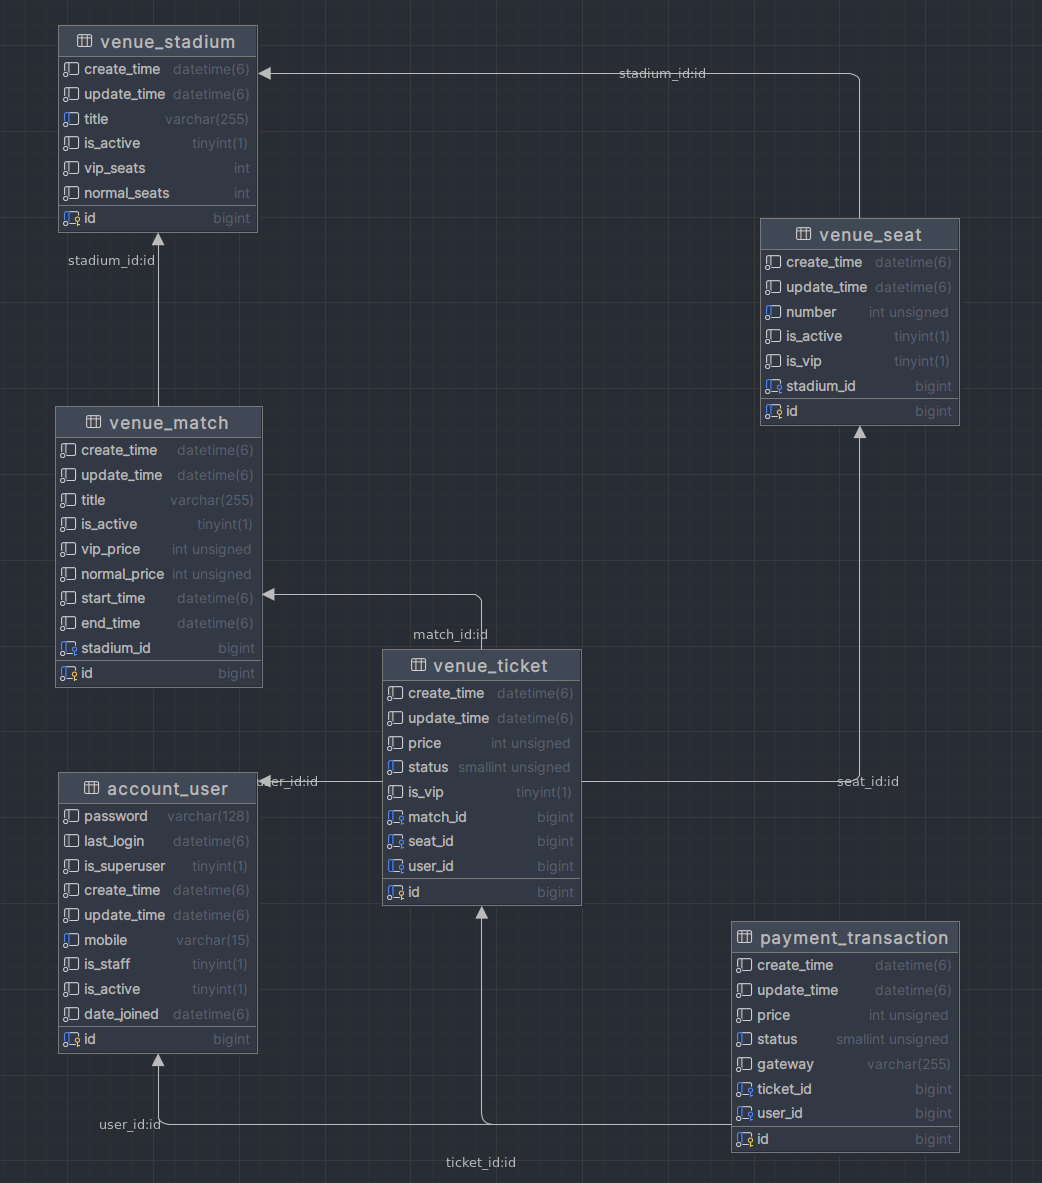 venue_stadium
create_time datetime(6)
update_time datetime(6)
title varchar(255)
is_active tinyint(1)
vip_seats int
normal_seats int
id bigint
stadium_id:id
venue_seat
create_time datetime(6)
update_time datetime(6)
number int unsigned
is_active tinyint(1)
is_vip tinyint(1)
stadium_id bigint
id bigint
stadium_id:id
venue_match
create_time datetime(6)
update_time datetime(6)
title varchar(255)
is_active tinyint(1)
vip_price int unsigned
normal_price int unsigned
start_time datetime(6)
end_time datetime(6)
stadium_id bigint
id bigint
match_id:id
venue_ticket
create_time datetime(6)
update_time datetime(6)
price int unsigned
status smallint unsigned
is_vip tinyint(1)
match_id bigint
seat_id bigint
user_id bigint
id bigint
user_id:id
seat_id:id
account_user
password varchar(128)
last_login datetime(6)
is_superuser tinyint(1)
create_time datetime(6)
update_time datetime(6)
mobile varchar(15)
is_staff tinyint(1)
is_active tinyint(1)
date_joined datetime(6)
id bigint
payment_transaction
create_time datetime(6)
update_time datetime(6)
price int unsigned
status smallint unsigned
gateway varchar(255)
ticket_id bigint
user_id bigint
id bigint
user_id:id
ticket_id:id